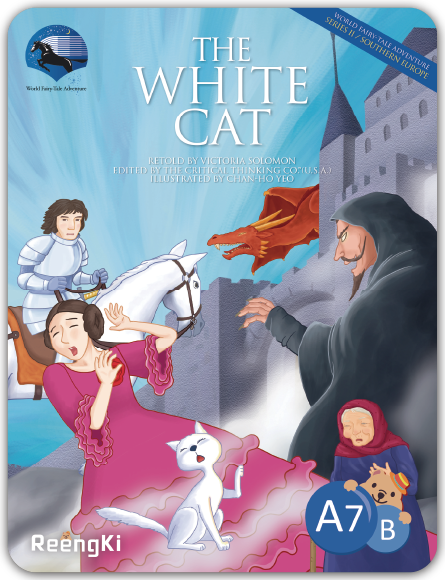 WORLD FAIRY TALE ADVENTURE
SERIES II / SOUTHERN EUROPE
World Fairy Tale Adventure
THE
WHITE
CAT
RETOLD BY VICTORIA SOLOMON
EDITED BY THE CRITICAL THINKING CO.(U.S.A.)
ILLUSTRATED BY CHAN-HO YEO
A7
B
ReengKi